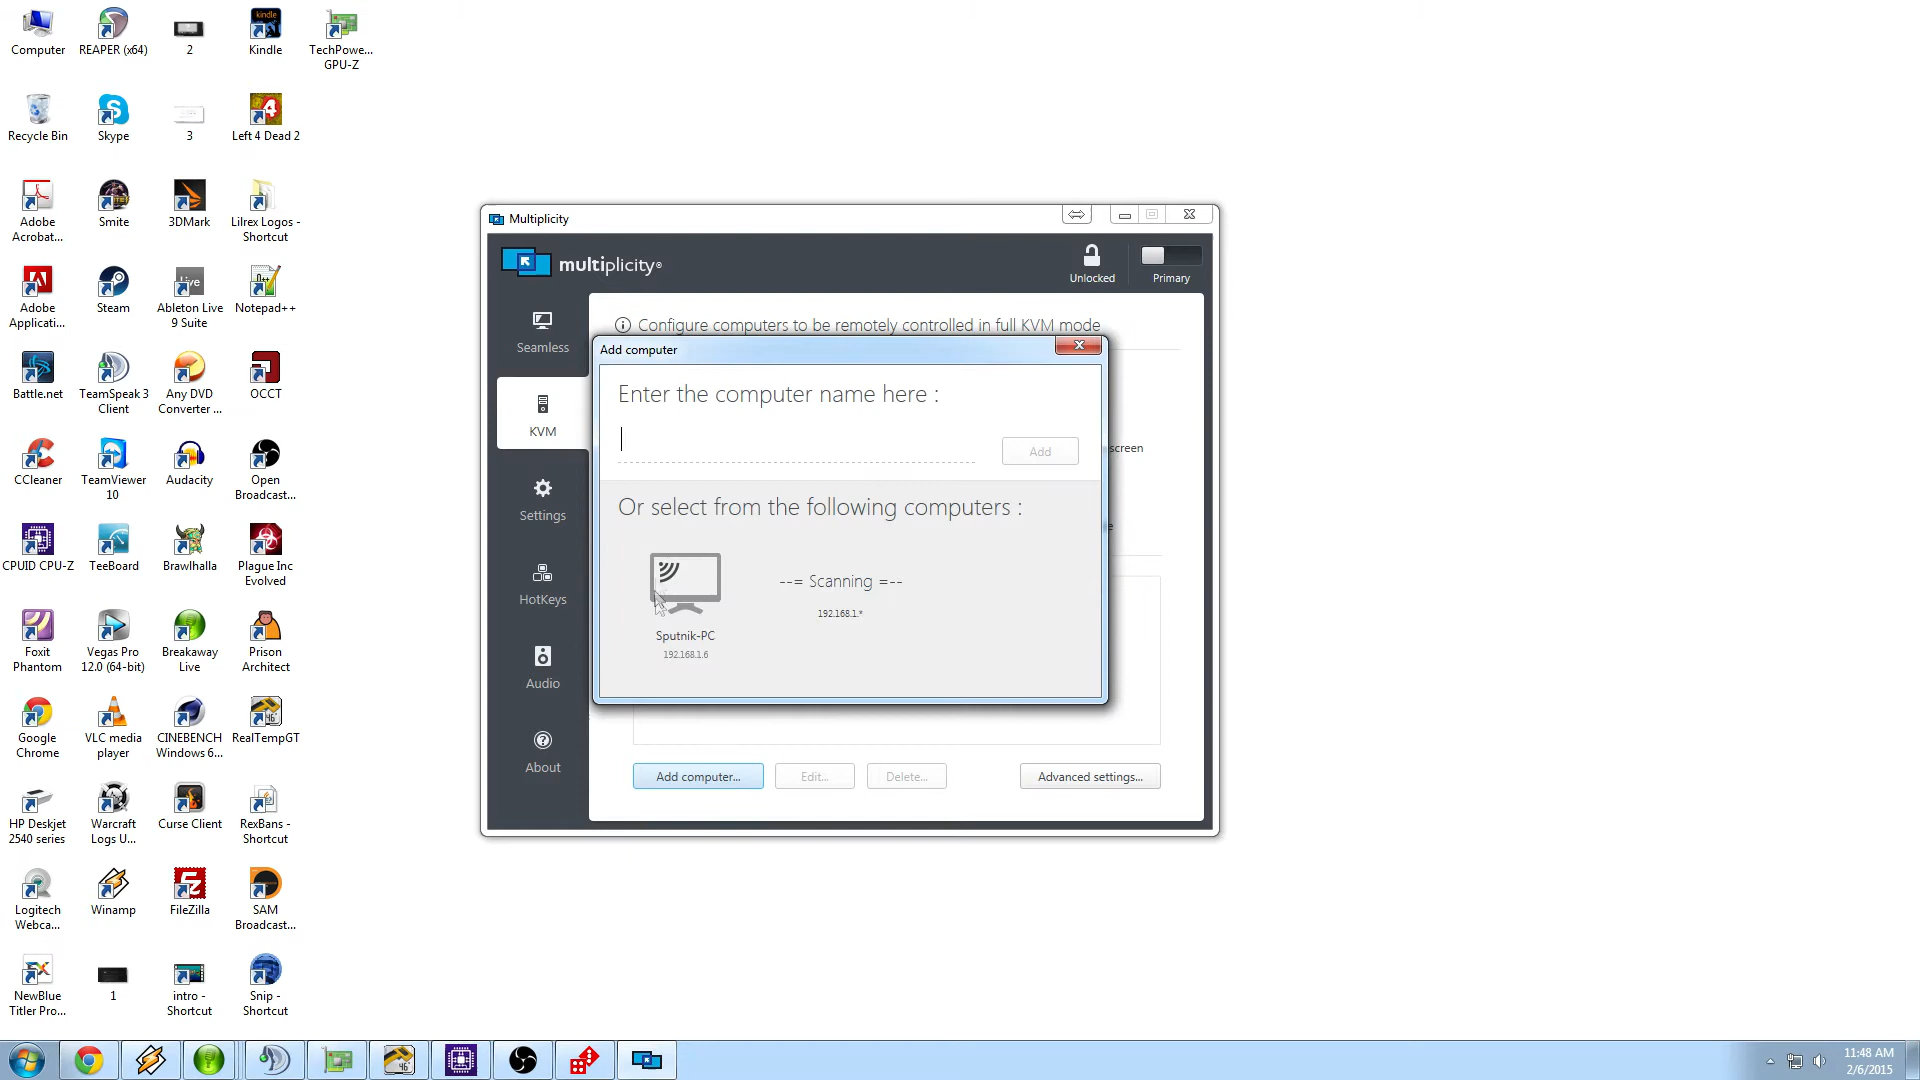 Computer
REAPER (x64)
2
Kindle
TechPowe...
GPU-Z
Recycle Bin
Skype
3
Left 4 Dead 2
Adobe
Acrobat...
Smite
3DMark
Lilrex Logos -
Shortcut
Adobe
Applicati...
Steam
Ableton Live
9 Suite
Notepad++
Battle.net
TeamSpeak 3
Client
Any DVD
Converter ...
OCCT
CCleaner
TeamViewer
10
Audacity
Open
Broadcast...
CPUID CPU-Z
TeeBoard
Brawlhalla
Plague Inc
Evolved
Foxit
Phantom
Vegas Pro
12.0 (64-bit)
Breakaway
Live
Prison
Architect
Google
Chrome
VLC media
player
CINEBENCH
Windows 6...
RealTempGT
HP Deskjet
2540 series
Warcraft
Logs U...
Curse Client
RexBans -
Shortcut
Logitech
Webca...
Winamp
FileZilla
SAM
Broadcast...
NewBlue
Titler Pro...
1
intro -
Shortcut
Snip -
Shortcut
Multiplicity
multiplicity®
Unlocked
Primary
Seamless
KVM
Settings
HotKeys
Audio
About
Configure computers to be remotely controlled in full KVM mode
Add computer
Enter the computer name here :
Add
screen
Or select from the following computers :
e
--= Scanning =--
192.168.1.*
Sputnik-PC
192.168.1.6
Add computer...
Edit...
Delete...
Advanced settings...
11:48 AM
2/6/2015